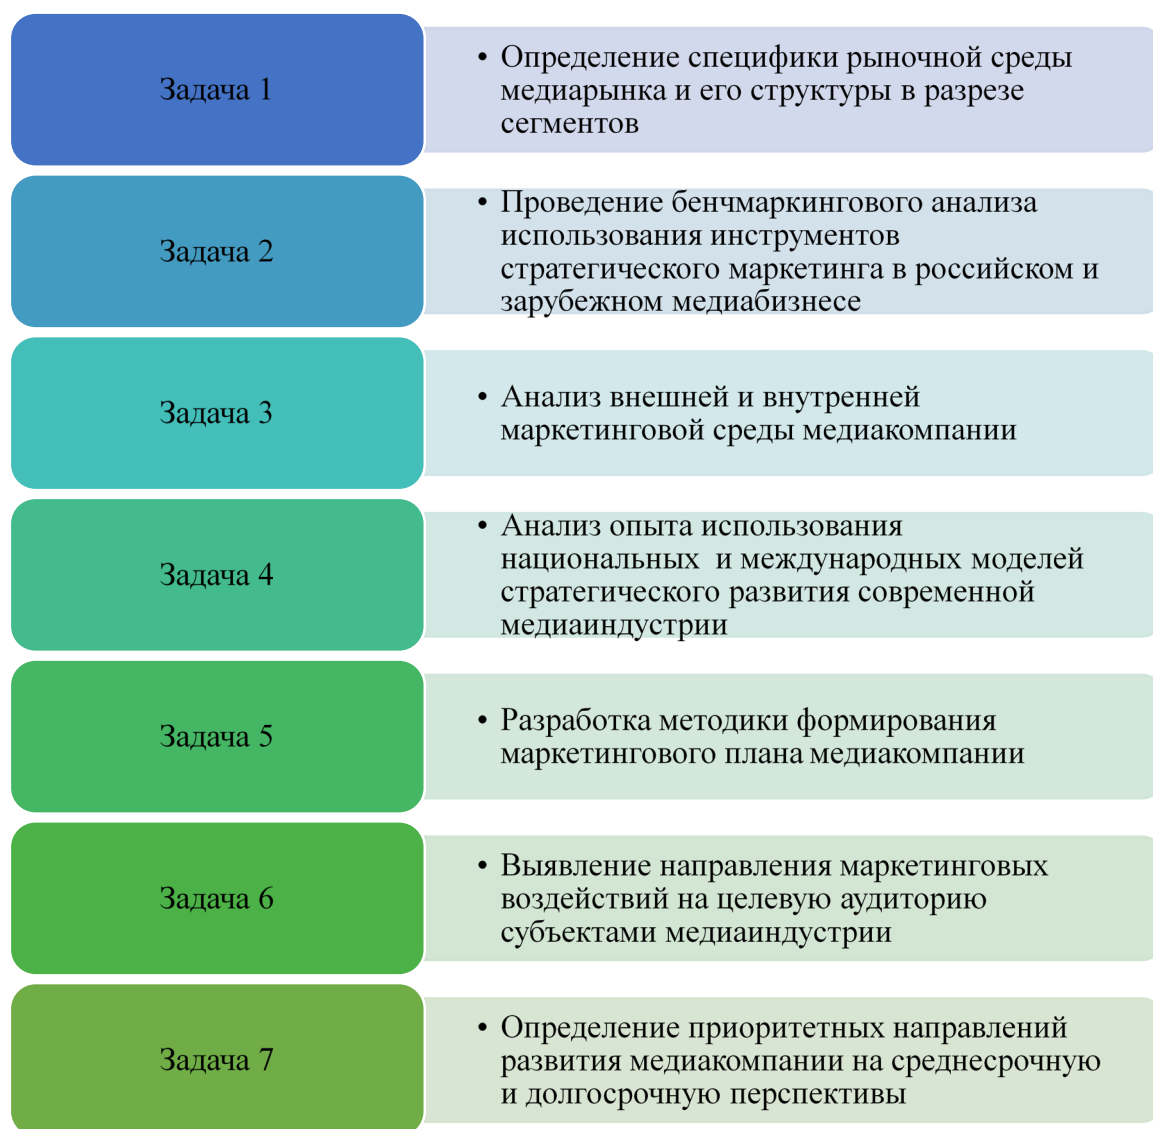 Задача 1
• Определение специфики рыночной среды
медиарынка и его структуры в разрезе
сегментов
Задача 2
• Проведение бенчмаркингового анализа
использования инструментов
стратегического маркетинга в российском и
зарубежном медиабизнесе
Задача 3
• Анализ внешней и внутренней
маркетинговой среды медиакомпании
Задача 4
• Анализ опыта использования
национальных  и международных моделей
стратегического развития современной
медиаиндустрии
Задача 5
• Разработка методики формирования
маркетингового плана медиакомпании
Задача 6
• Выявление направления маркетинговых
воздействий на целевую аудиторию
субъектами медиаиндустрии
Задача 7
• Определение приоритетных направлений
развития медиакомпании на среднесрочную
и долгосрочную перспективы